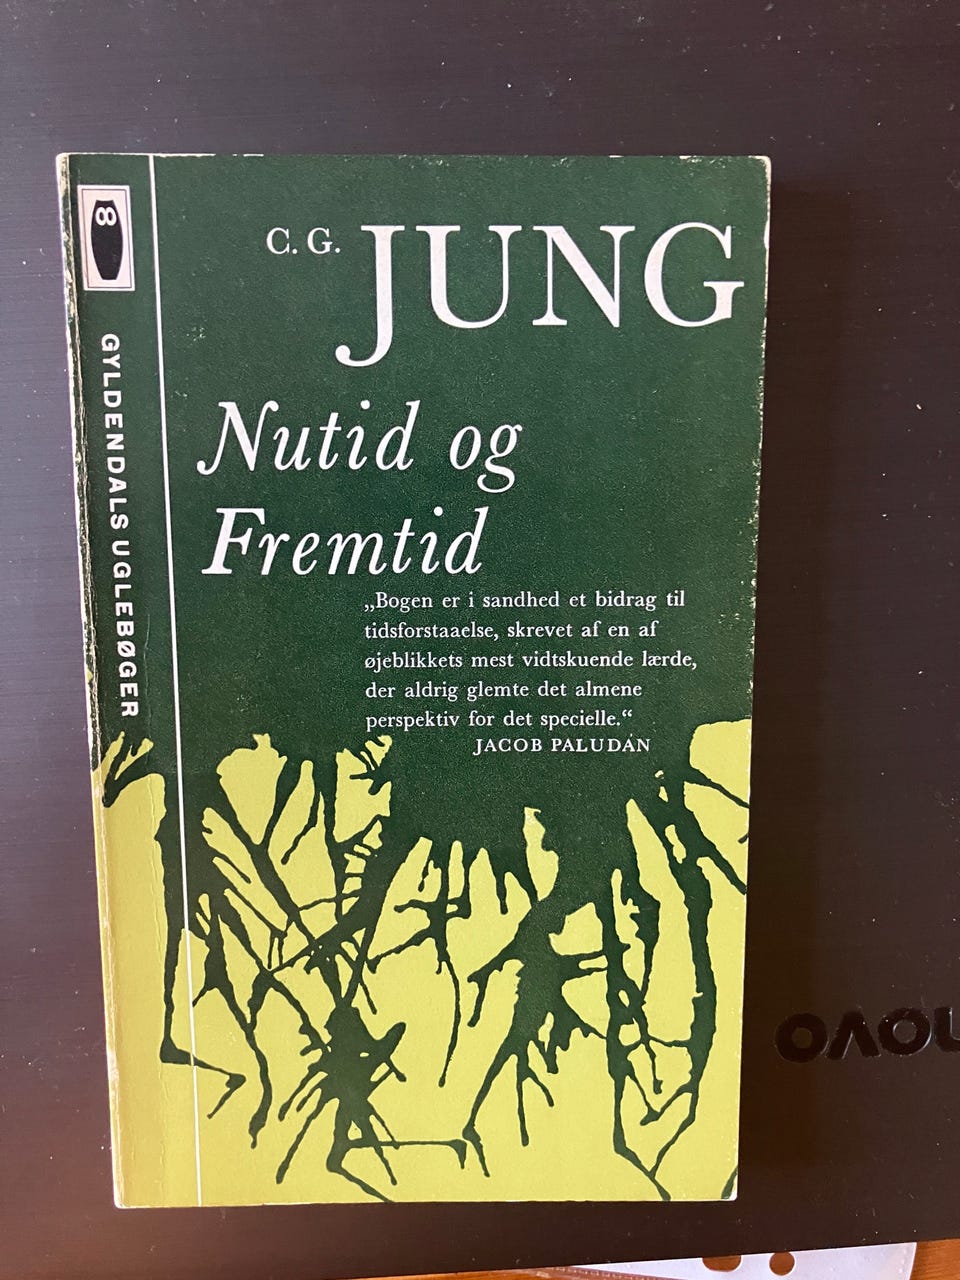 C. G. JUNG
Nutid og
Fremtid
„Bogen er i sandhed et bidrag til
tidsforstaaelse, skrevet af en af
øjeblikkets mest vidtskuende lærde,
der aldrig glemte det almene
perspektiv for det specielle.“
JACOB PALUDAN
GYLDENDALS UGLEBØGER